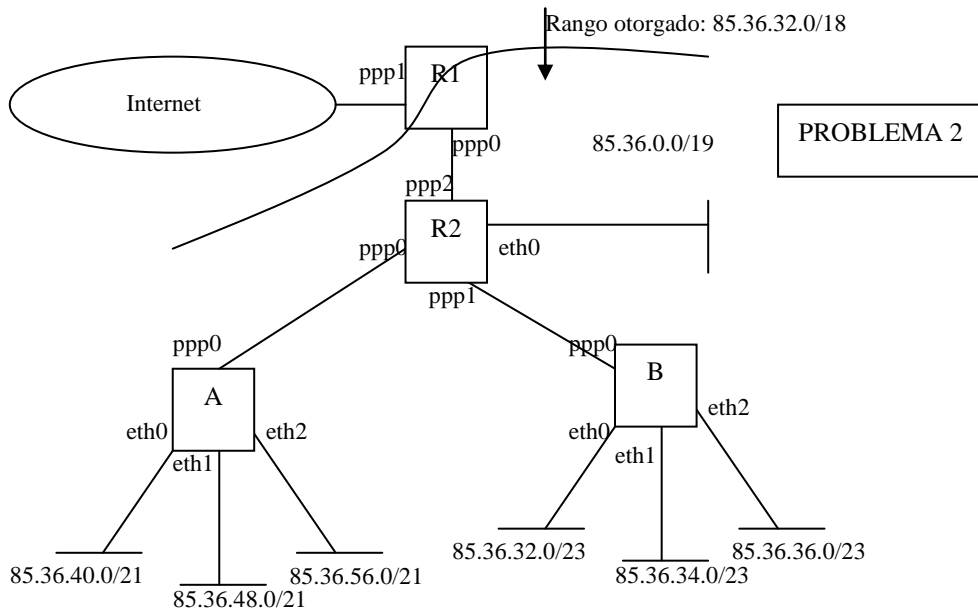 Rango otorgado: 85.36.32.0/18
ppp1
R1
Internet
ppp0
85.36.0.0/19
PROBLEMA 2
ppp2
R2
ppp0
eth0
ppp1
ppp0
ppp0
A
B
eth0
eth2
eth1
eth0
eth2
eth1
85.36.40.0/21
85.36.48.0/21
85.36.56.0/21
85.36.32.0/23
85.36.34.0/23
85.36.36.0/23